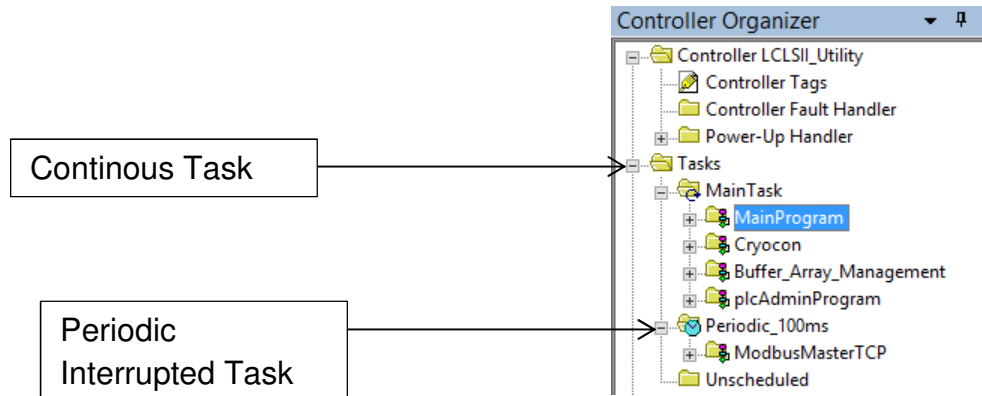 Controller Organizer
Controller LCLSII_Utility
Controller Tags
Controller Fault Handler
Power-Up Handler
Continous Task
Tasks
MainTask
MainProgram
Cryocon
Buffer_Array_Management
plcAdminProgram
Periodic
Interrupted Task
Periodic_100ms
ModbusMasterTCP
Unscheduled